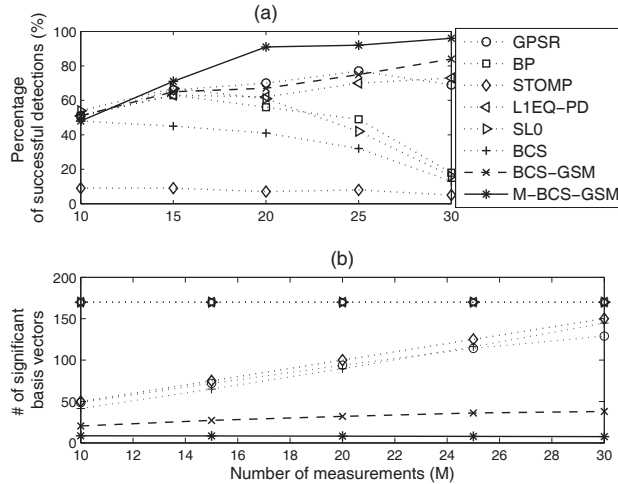 (a)
Percentage
of successful detections (%)
100
80
60
40
20
0
10
15
20
25
30
GPSR
BP
STOMP
L1EQ−PD
SL0
BCS
BCS−GSM
M−BCS−GSM
(b)
# of significant
basis vectors
200
150
100
50
0
10
12
14
16
18
20
22
24
26
28
30
Number of measurements (M)